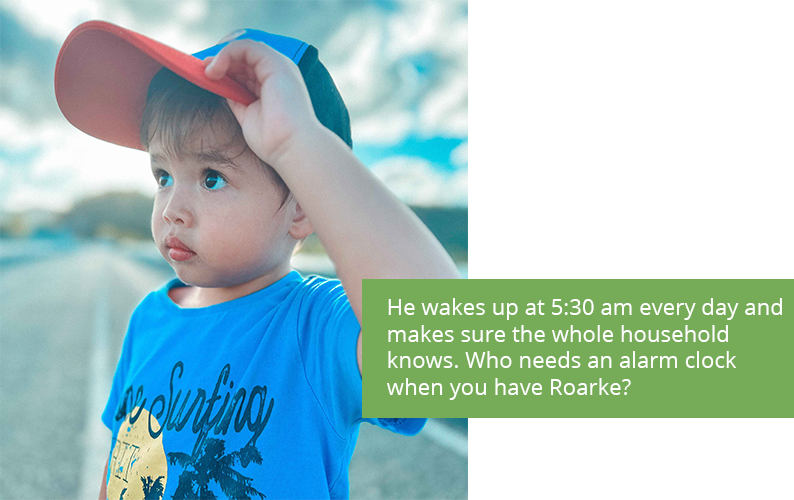 He wakes up at 5:30 am every day and
makes sure the whole household
knows. Who needs an alarm clock
when you have Roarke?
Surfing